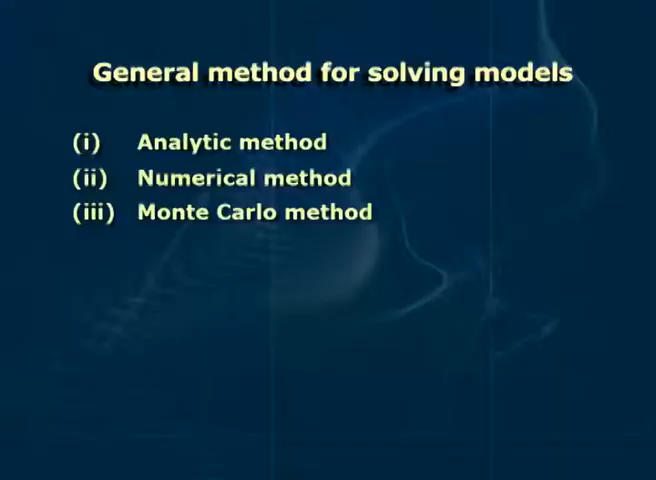 General method for solving models
(i) Analytic method
(ii) Numerical method
(iii) Monte Carlo method